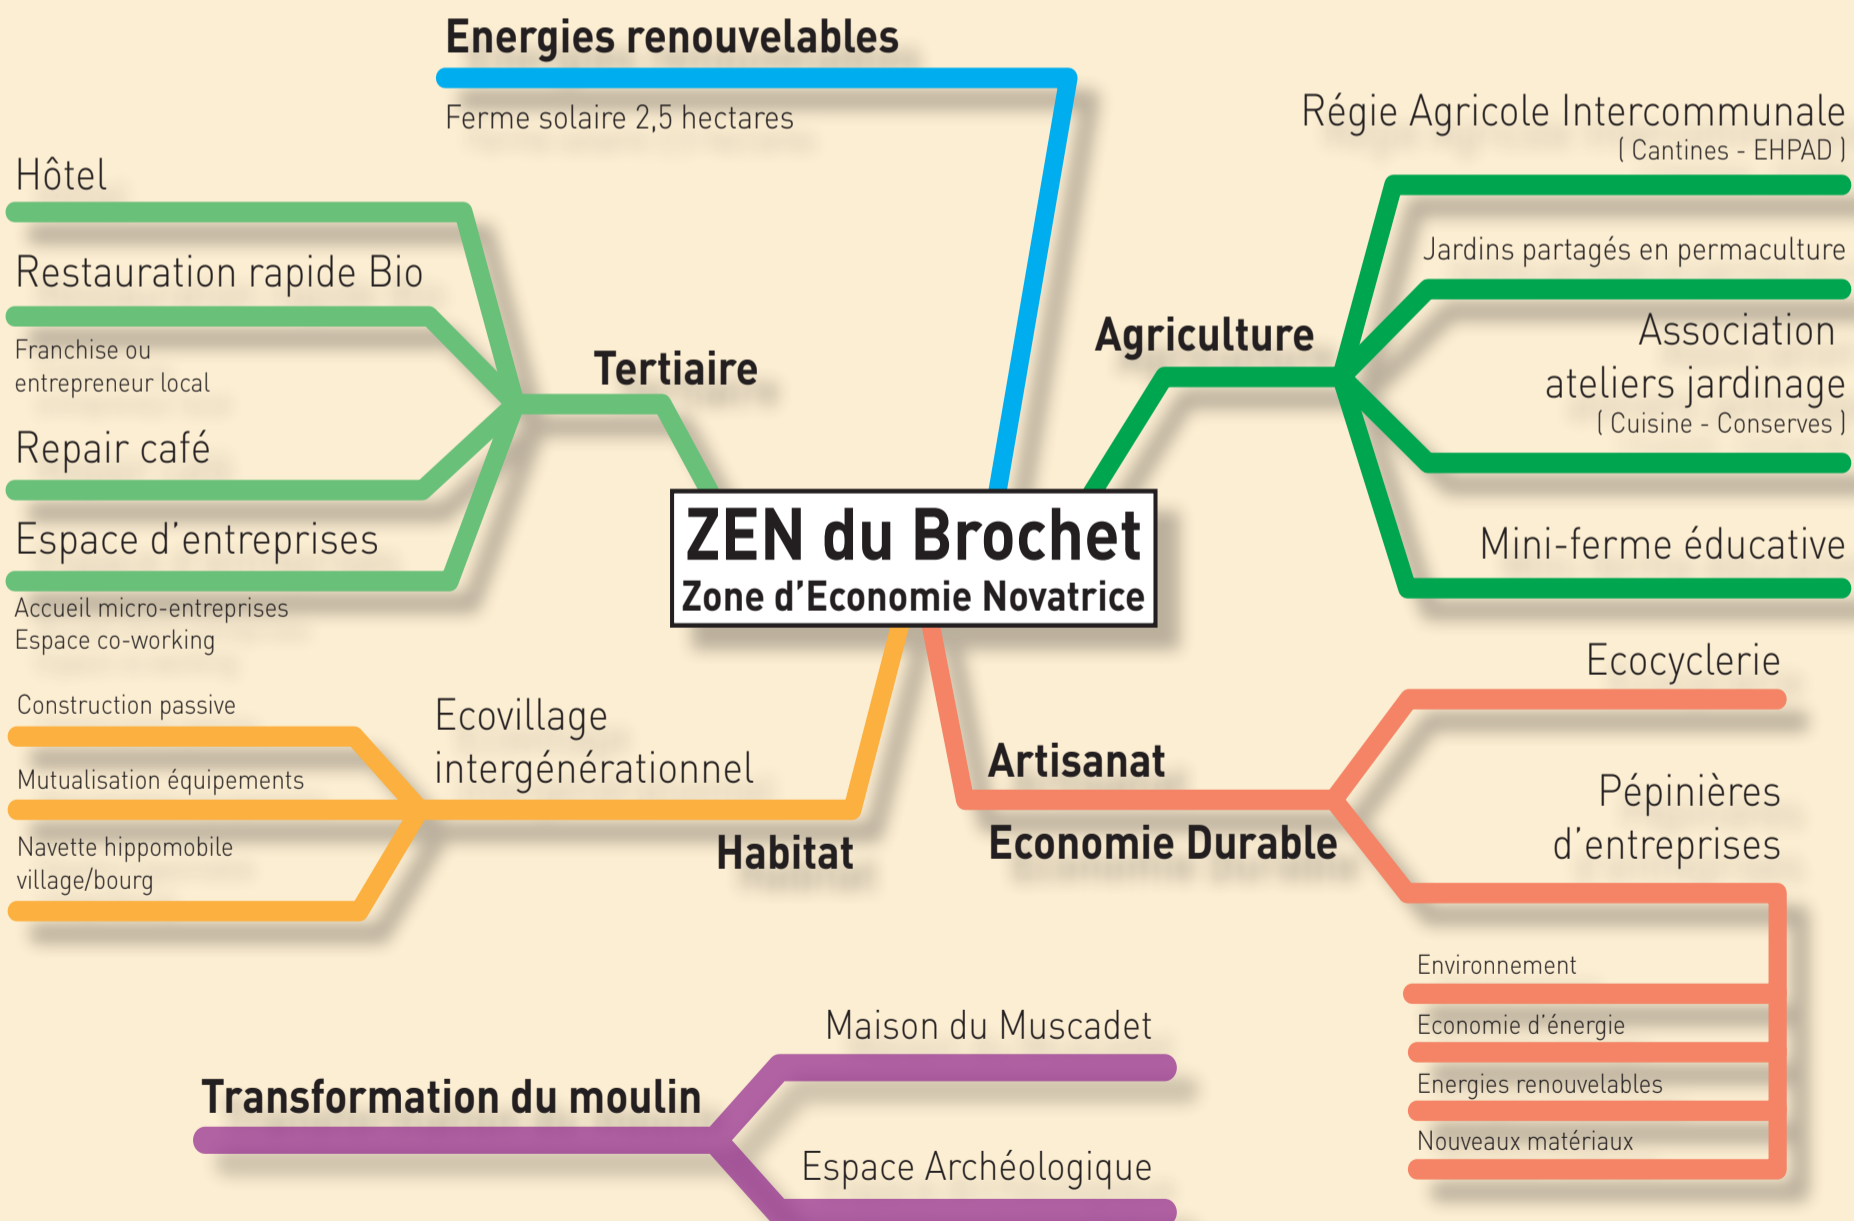 Energies renouvelables
Ferme solaire 2,5 hectares
Hôtel
Restauration rapide Bio
Franchise ou
entrepreneur local
Repair café
Espace d’entreprises
Accueil micro-entreprises
Espace co-working
Tertiaire
Régie Agricole Intercommunale
( Cantines - EHPAD )
Jardins partagés en permaculture
Agriculture
Association
ateliers jardinage
( Cuisine - Conserves )
Mini-ferme éducative
ZEN du Brochet
Zone d’Economie Novatrice
Construction passive
Mutualisation équipements
Navette hippomobile
village/bourg
Ecovillage
intergénérationnel
Habitat
Artisanat
Economie Durable
Ecocyclerie
Pépinières
d’entreprises
Environnement
Economie d’énergie
Energies renouvelables
Nouveaux matériaux
Transformation du moulin
Maison du Muscadet
Espace Archéologique